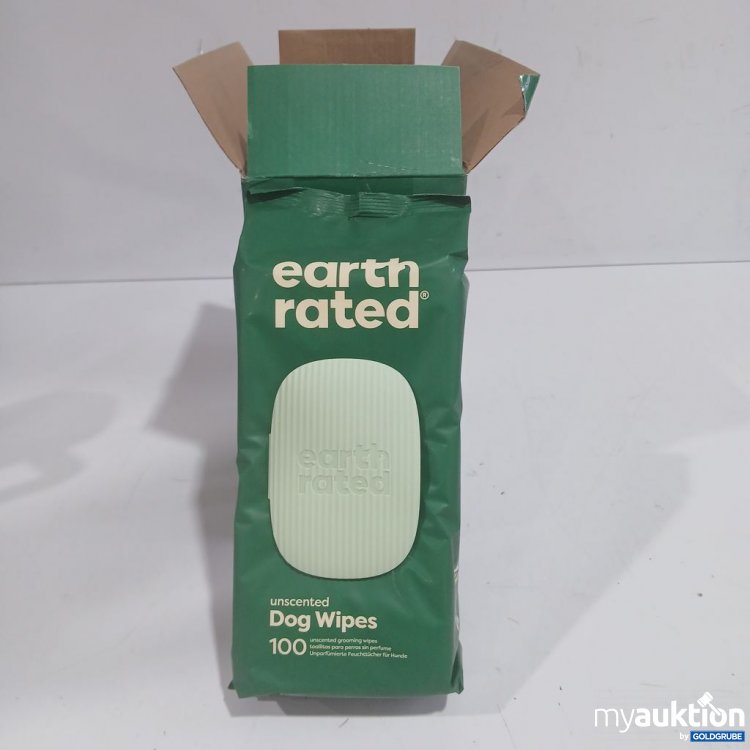 earth
rated®
earth
rated
unscented
Dog Wipes
100
unscented grooming wipes
toallitas para perros sin perfume
Unparfümierte Feuchttücher für Hunde
myauktion
by GOLDGRUBE